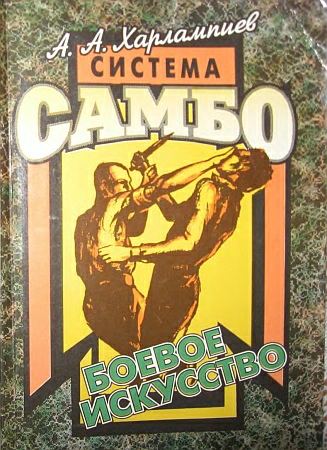 А. А. Харлампиев
СИСТЕМА
САМБО
БОЕВОЕ
ИСКУССТВО